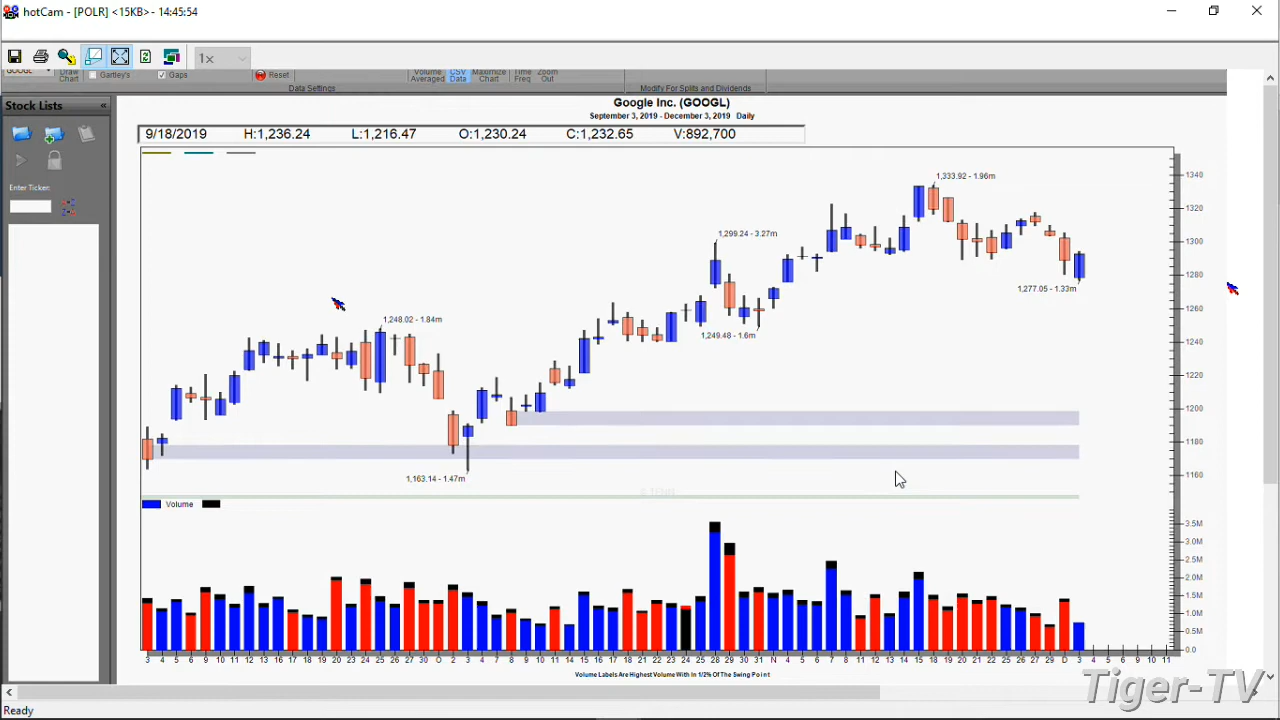 hotCam - [POLR] <15KB> - 14:45:54
1x
GOOGL Draw Chart Gartley's Gaps Reset Volume Averaged CSV Data Maximize Chart Time Freq Zoom Out
Data Settings Modify For Splits and Dividends
Stock Lists «
Google Inc. (GOOGL)
September 3, 2019 - December 3, 2019 Daily
9/18/2019 H:1,236.24 L:1,216.47 O:1,230.24 C:1,232.65 V:892,700
Enter Ticker:
1,333.92 - 1.96m
1,299.24 - 3.27m
1,277.05 - 1.33m
1,248.02 - 1.84m
1,249.48 - 1.6m
1,163.14 - 1.47m
1340
1320
1300
1280
1260
1240
1220
1200
1180
1160
Volume
3.5M
3.0M
2.5M
2.0M
1.5M
1.0M
0.5M
0.0
3 4 5 6 9 10 11 12 13 16 17 18 19 20 23 24 25 26 27 30 4 7 8 9 10 11 14 15 16 17 18 21 22 23 24 25 28 29 30 31 N 4 5 6 7 8 11 12 13 14 15 18 19 20 21 22 25 26 27 29 D 3 4 5 6 7 8 9 10 11
Volume Labels Are Highest Volume With In 1/2% Of The Swing Point
Tiger-TV
Ready